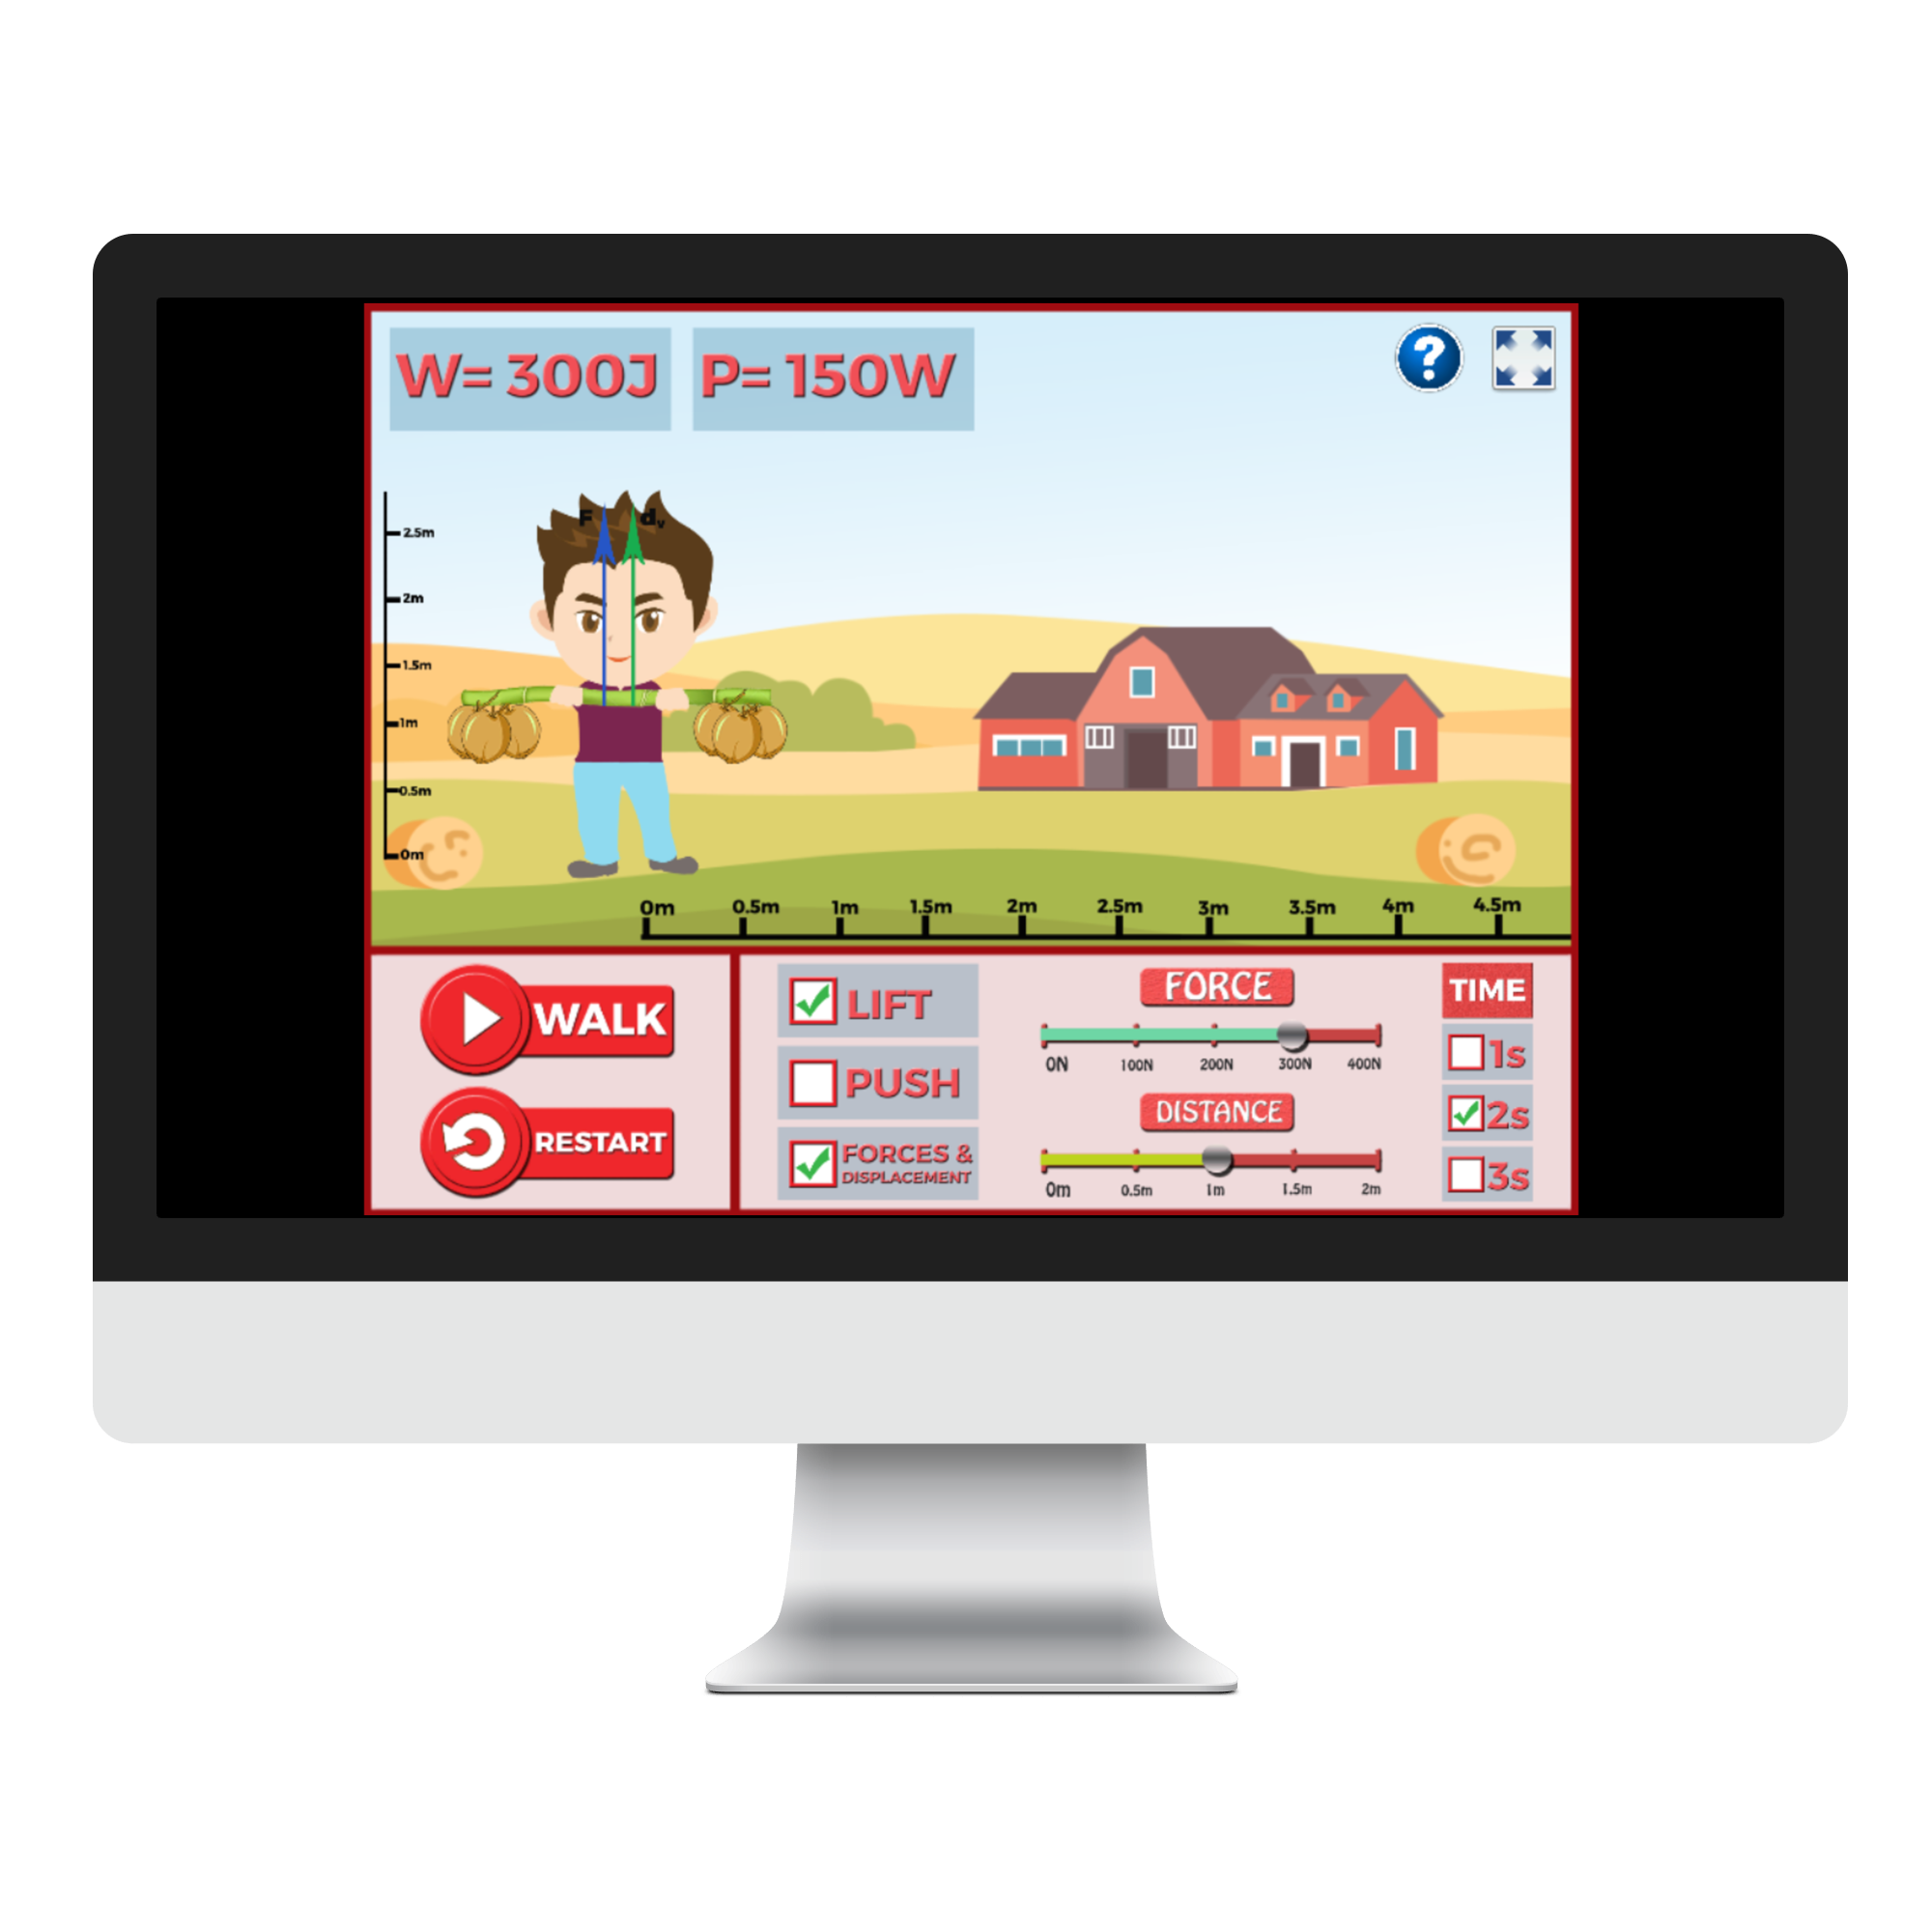 W= 300J
P= 150W
?
F
dv
2.5m
2m
1.5m
1m
0.5m
0m
0m 0.5m 1m 1.5m 2m 2.5m 3m 3.5m 4m 4.5m
WALK
RESTART
LIFT
PUSH
FORCES &
DISPLACEMENT
FORCE
0N 100N 200N 300N 400N
DISTANCE
0m 0.5m 1m 1.5m 2m
TIME
1s
2s
3s